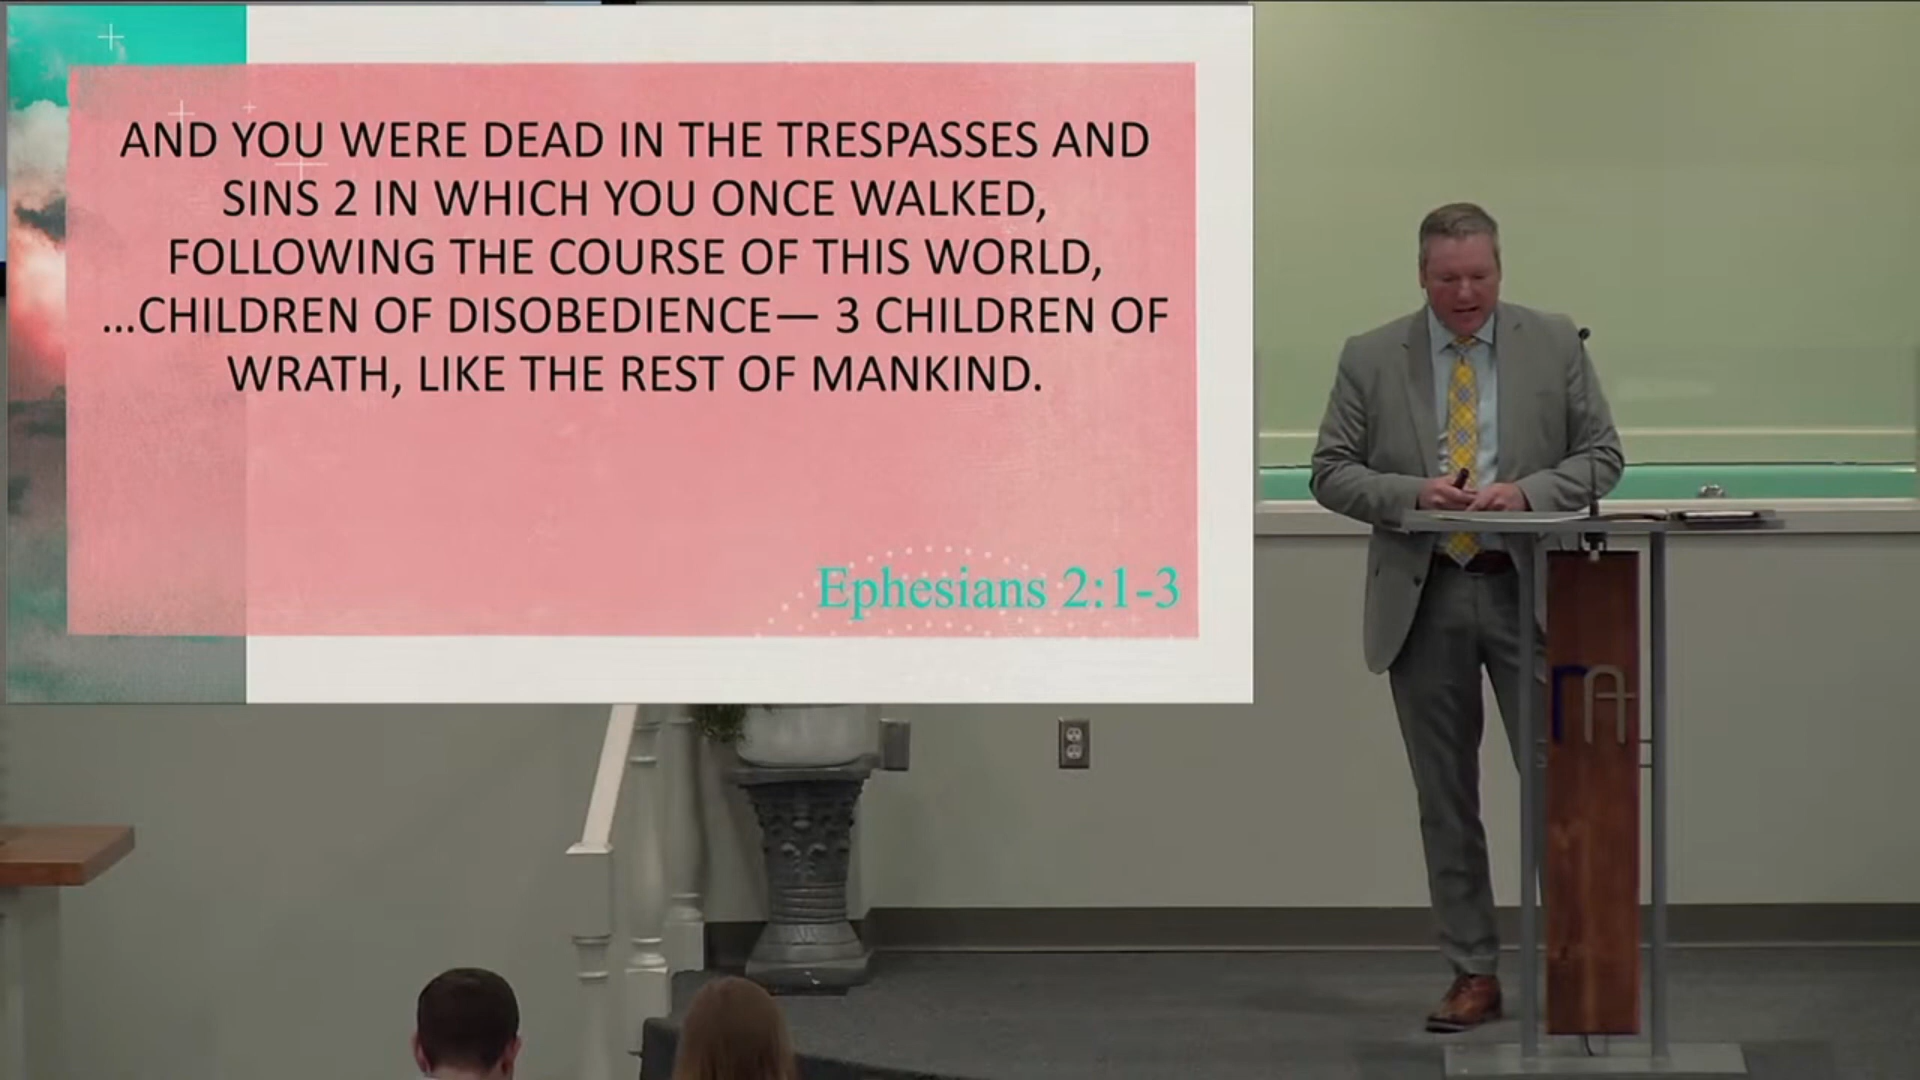 AND YOU WERE DEAD IN THE TRESPASSES AND
SINS 2 IN WHICH YOU ONCE WALKED,
FOLLOWING THE COURSE OF THIS WORLD,
...CHILDREN OF DISOBEDIENCE— 3 CHILDREN OF
WRATH, LIKE THE REST OF MANKIND.
Ephesians 2:1-3